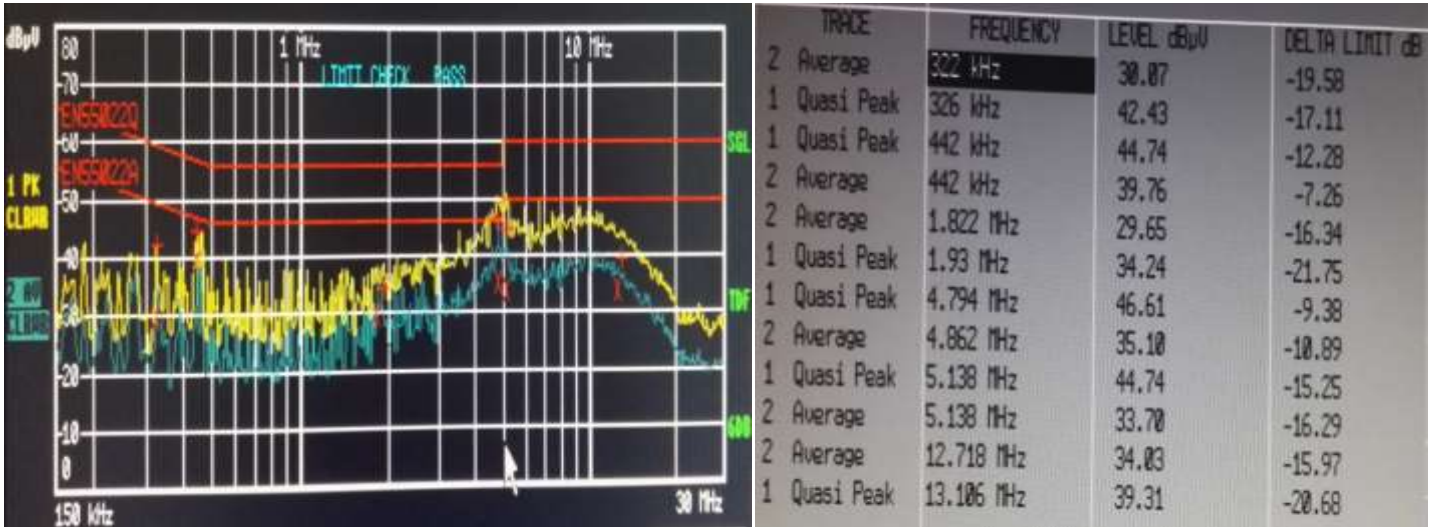 dBµV
80
1 MHz
10 MHz
LIMIT CHECK PASS
-70-
EN55022Q
-60-
SGL
EN55022A
1 PK
CLRWR
-50-
-40-
2 AV
CLRWR
-30-
TDF
-20-
-10-
6DB
0
150 kHz
30 MHz
TRACE FREQUENCY LEVEL dBµV DELTA LIMIT dB
2 Average 322 kHz 30.07 -19.58
1 Quasi Peak 326 kHz 42.43 -17.11
1 Quasi Peak 442 kHz 44.74 -12.28
2 Average 442 kHz 39.76 -7.26
2 Average 1.822 MHz 29.65 -16.34
1 Quasi Peak 1.93 MHz 34.24 -21.75
1 Quasi Peak 4.794 MHz 46.61 -9.38
2 Average 4.862 MHz 35.10 -10.89
1 Quasi Peak 5.138 MHz 44.74 -15.25
2 Average 5.138 MHz 33.70 -16.29
2 Average 12.718 MHz 34.03 -15.97
1 Quasi Peak 13.106 MHz 39.31 -20.68